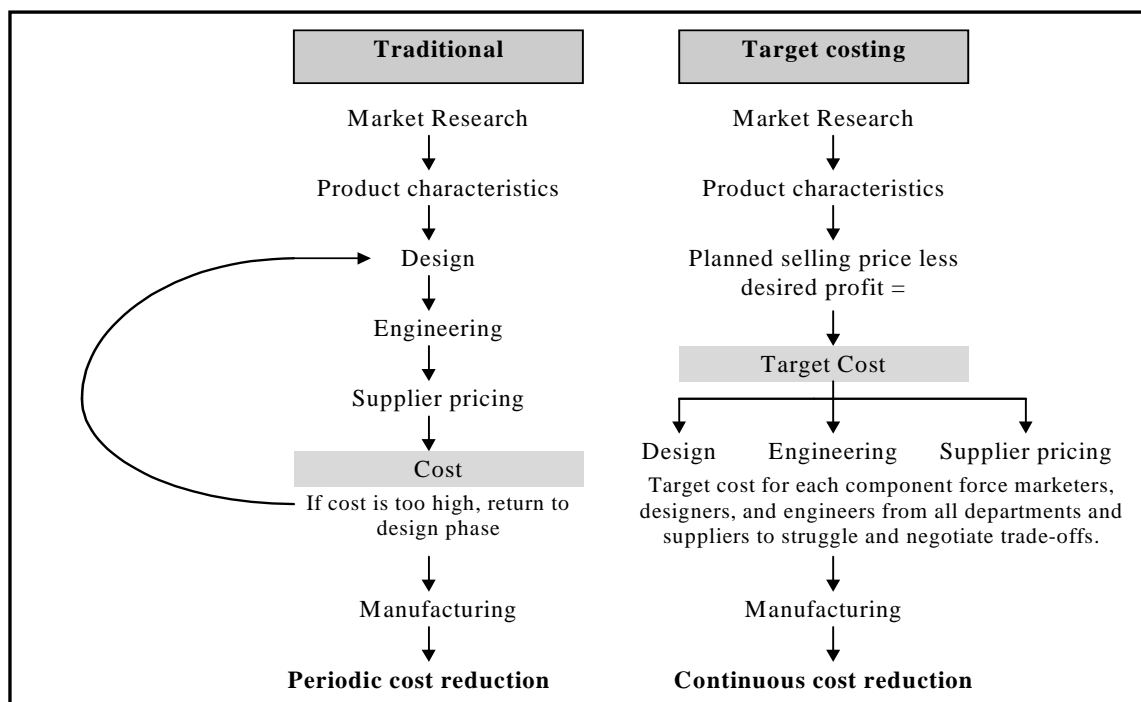 Traditional
Market Research
Product characteristics
Design
Engineering
Supplier pricing
Cost
If cost is too high, return to
design phase
Manufacturing
Periodic cost reduction
Target costing
Market Research
Product characteristics
Planned selling price less
desired profit =
Target Cost
Design Engineering Supplier pricing
Target cost for each component force marketers,
designers, and engineers from all departments and
suppliers to struggle and negotiate trade-offs.
Manufacturing
Continuous cost reduction